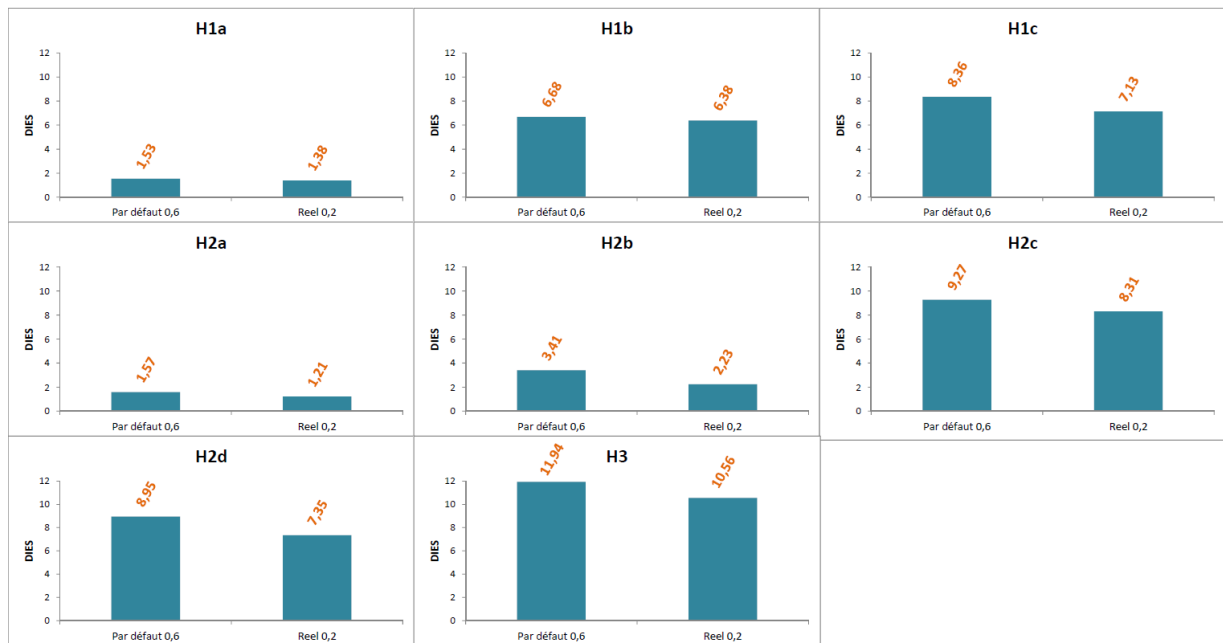 H1a
DIES
12
10
8
6
4
2
0
1,53
1,38
Par défaut 0,6
Reel 0,2
H1b
DIES
12
10
8
6
4
2
0
6,68
6,38
Par défaut 0,6
Reel 0,2
H1c
DIES
12
10
8
6
4
2
0
8,36
7,13
Par défaut 0,6
Reel 0,2
H2a
DIES
12
10
8
6
4
2
0
1,57
1,21
Par défaut 0,6
Reel 0,2
H2b
DIES
12
10
8
6
4
2
0
3,41
2,23
Par défaut 0,6
Reel 0,2
H2c
DIES
12
10
8
6
4
2
0
9,27
8,31
Par défaut 0,6
Reel 0,2
H2d
DIES
12
10
8
6
4
2
0
8,95
7,35
Par défaut 0,6
Reel 0,2
H3
DIES
12
10
8
6
4
2
0
11,94
10,56
Par défaut 0,6
Reel 0,2